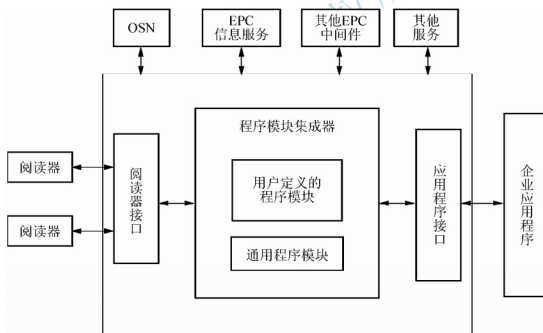 OSN
EPC
信息服务
其他EPC
中间件
其他
服务
程序模块集成器
阅读器
阅读器
阅读器接口
用户定义的
程序模块
通用程序模块
应用程序接口
企业应用程序